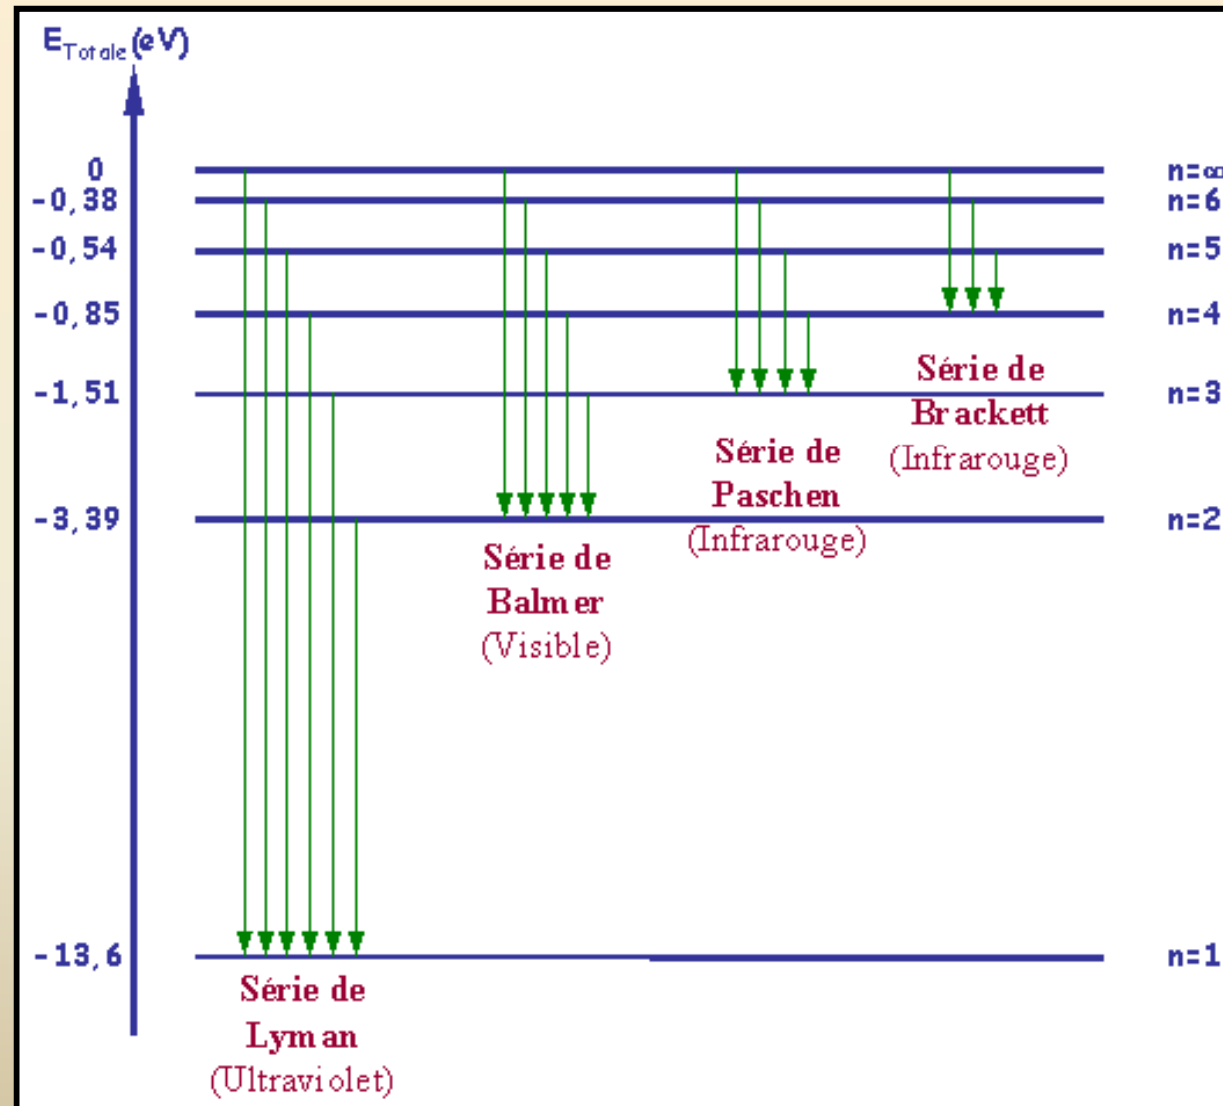 E Totale (eV)
0 n=∞
-0,38 n=6
-0,54 n=5
-0,85 n=4
-1,51 n=3
-3,39 n=2
-13,6 n=1
Série de
Brackett
(Infrarouge)
Série de
Paschen
(Infrarouge)
Série de
Balmer
(Visible)
Série de
Lyman
(Ultraviolet)